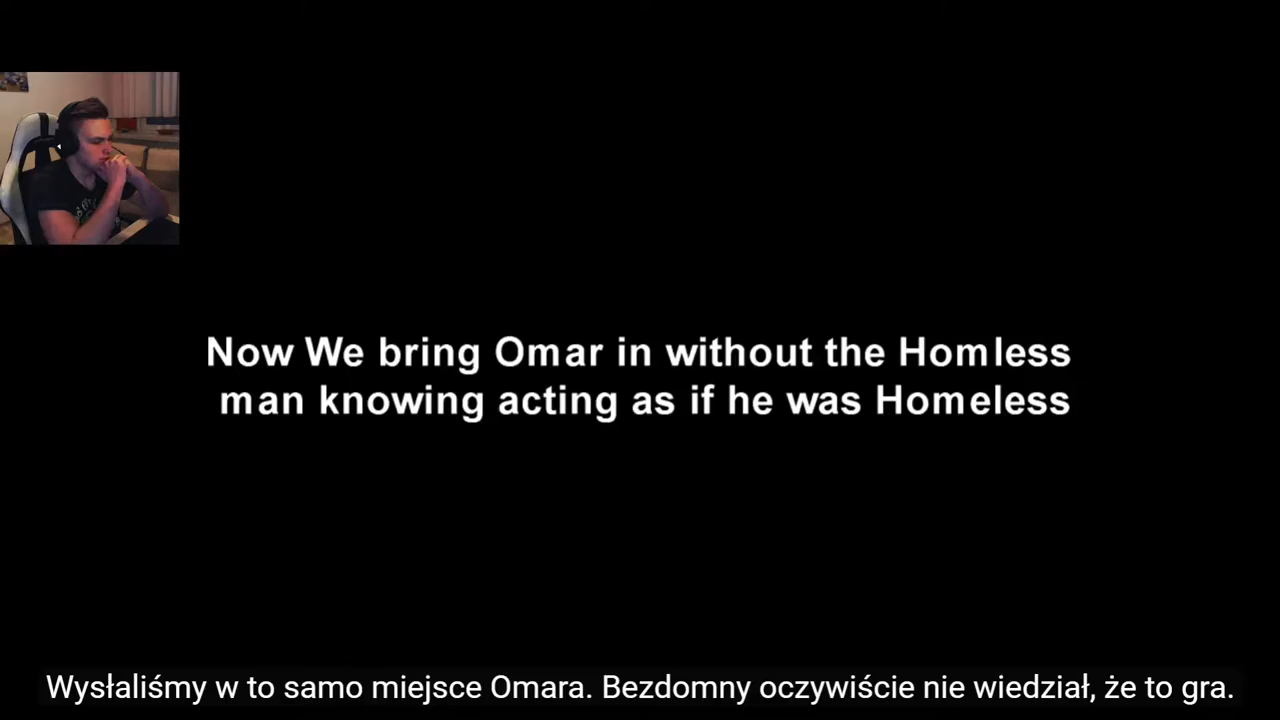 Now We bring Omar in without the Homless
man knowing acting as if he was Homeless
Wysłaliśmy w to samo miejsce Omara. Bezdomny oczywiście nie wiedział, że to gra.